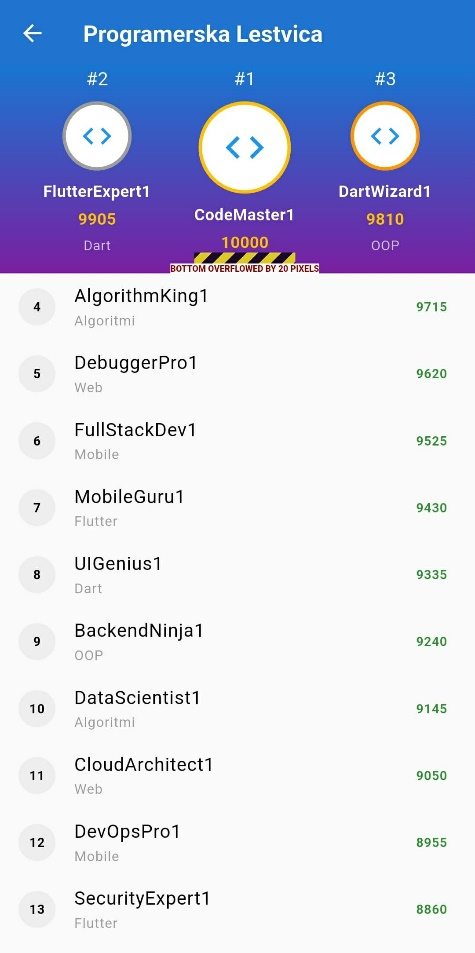 Programerska Lestvica
#2
#1
#3
FlutterExpert1
CodeMaster1
DartWizard1
9905
10000
9810
Dart
OOP
BOTTOM OVERFLOWED BY 20 PIXELS
4 AlgorithmKing1 9715
Algoritmi
5 DebuggerPro1 9620
Web
6 FullStackDev1 9525
Mobile
7 MobileGuru1 9430
Flutter
8 UIGenius1 9335
Dart
9 BackendNinja1 9240
OOP
10 DataScientist1 9145
Algoritmi
11 CloudArchitect1 9050
Web
12 DevOpsPro1 8955
Mobile
13 SecurityExpert1 8860
Flutter